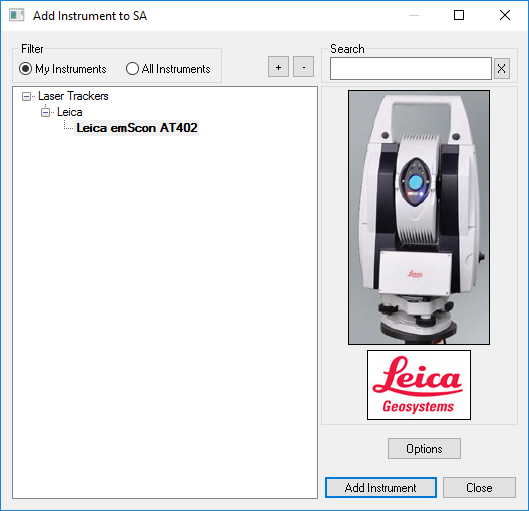 Add Instrument to SA
Filter
My Instruments
All Instruments
+
-
Search
X
Laser Trackers
Leica
Leica emScon AT402
Leica
Leica
Geosystems
Options
Add Instrument
Close